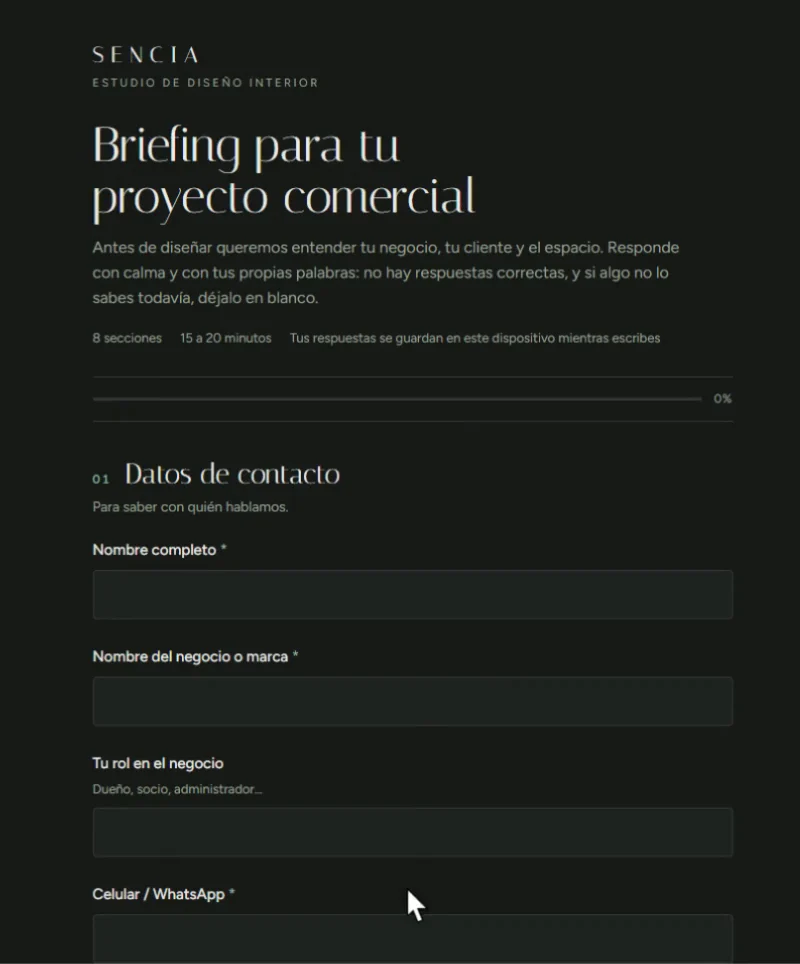 SENCIA
ESTUDIO DE DISEÑO INTERIOR
Briefing para tu
proyecto comercial
Antes de diseñar queremos entender tu negocio, tu cliente y el espacio. Responde
con calma y con tus propias palabras: no hay respuestas correctas, y si algo no lo
sabes todavía, déjalo en blanco.
8 secciones 15 a 20 minutos Tus respuestas se guardan en este dispositivo mientras escribes
0%
01 Datos de contacto
Para saber con quién hablamos.
Nombre completo *
Nombre del negocio o marca *
Tu rol en el negocio
Dueño, socio, administrador...
Celular / WhatsApp *